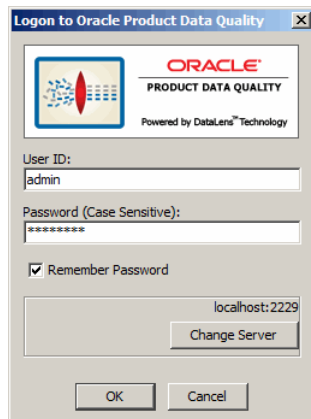 Logon to Oracle Product Data Quality
ORACLE®
PRODUCT DATA QUALITY
Powered by DataLens™ Technology
User ID:
admin
Password (Case Sensitive):
********
Remember Password
localhost:2229
Change Server
OK
Cancel